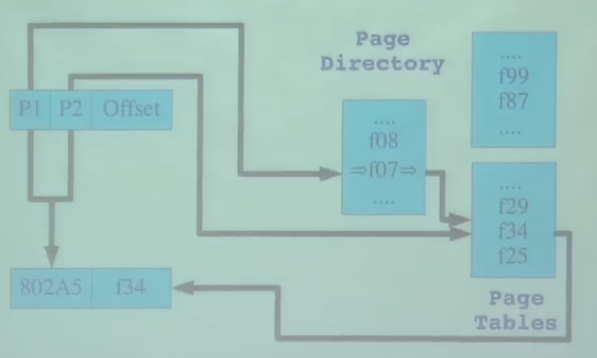 Page
Directory
....
f99
f87
....
P1 P2 Offset
....
f08
⇒f07⇒
....
....
f29
f34
f25
802A5 f34
Page
Tables